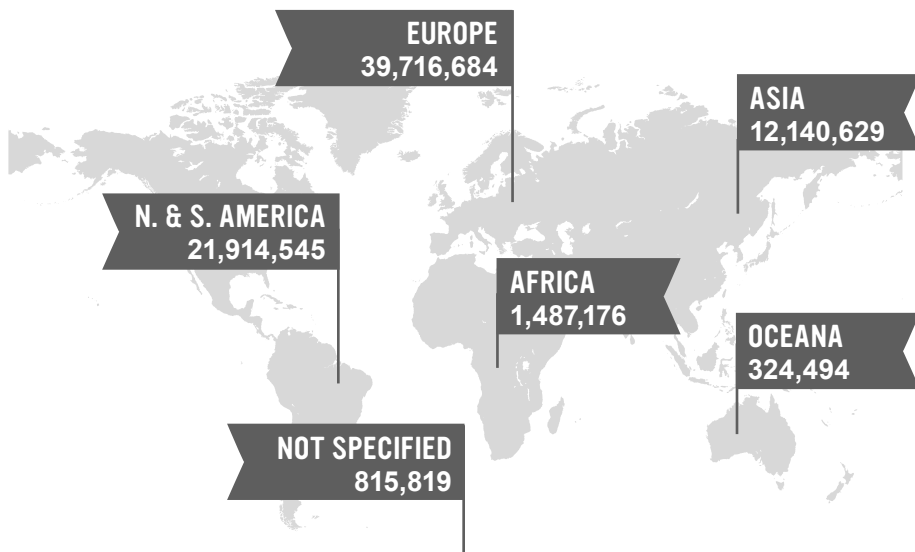 EUROPE
39,716,684
ASIA
12,140,629
N. & S. AMERICA
21,914,545
AFRICA
1,487,176
OCEANA
324,494
NOT SPECIFIED
815,819